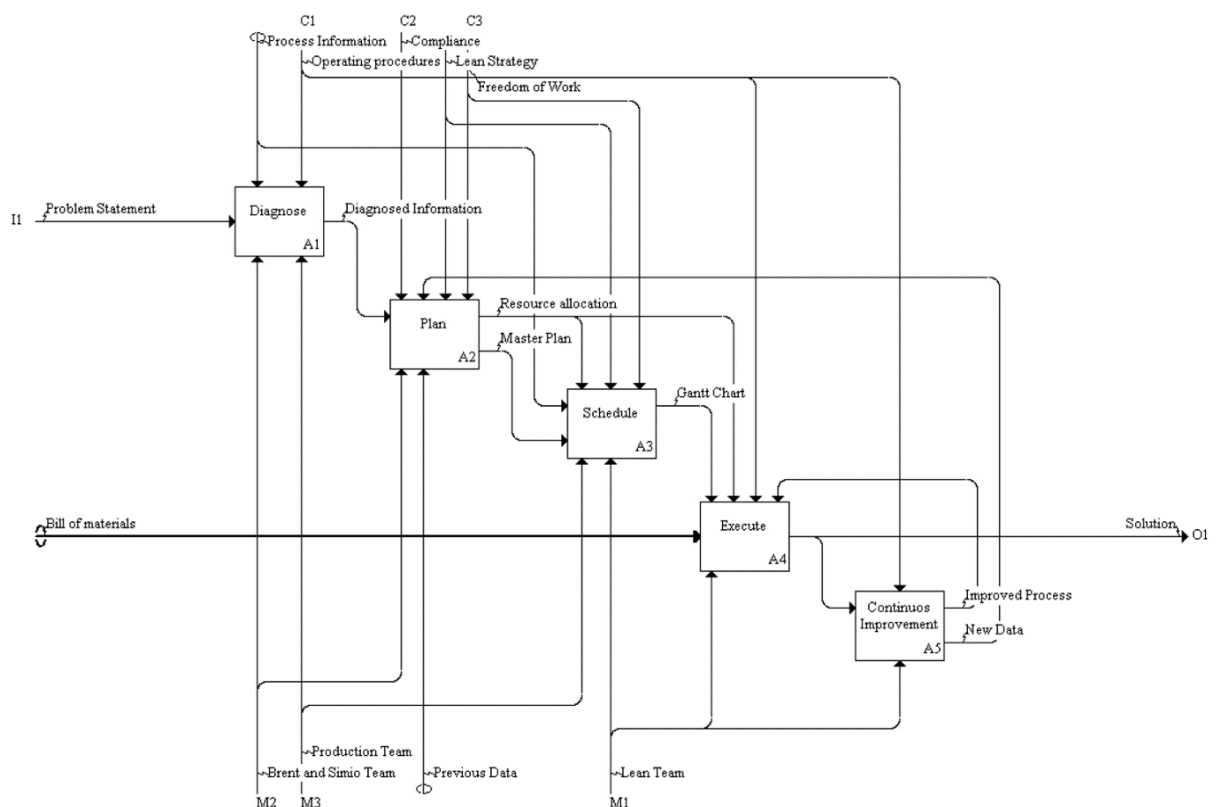 C1
C2
C3
Process Information
Compliance
Operating procedures
Lean Strategy
Freedom of Work
I1
Problem Statement
Diagnose
A1
Diagnosed Information
Resource allocation
Plan
A2
Master Plan
Gantt Chart
Schedule
A3
Bill of materials
Execute
A4
Solution
O1
Continuos
Improvement
A5
Improved Process
New Data
Production Team
Brent and Simio Team
Previous Data
Lean Team
M2
M3
M1